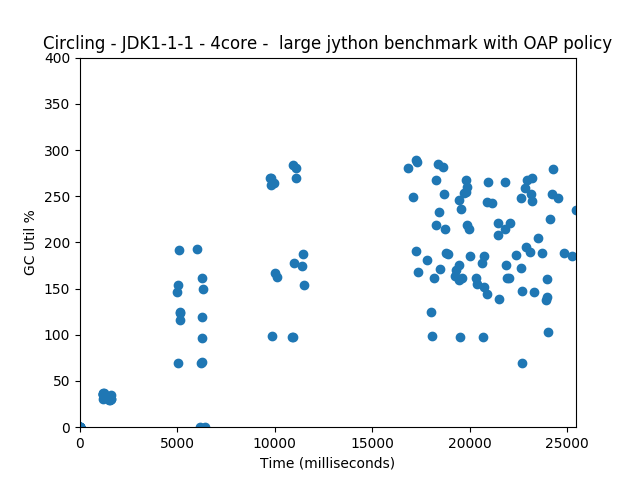 Circling - JDK1-1-1 - 4core -  large jython benchmark with OAP policy
400
350
300
250
200
150
100
50
0
GC Util %
0 5000 10000 15000 20000 25000
Time (milliseconds)